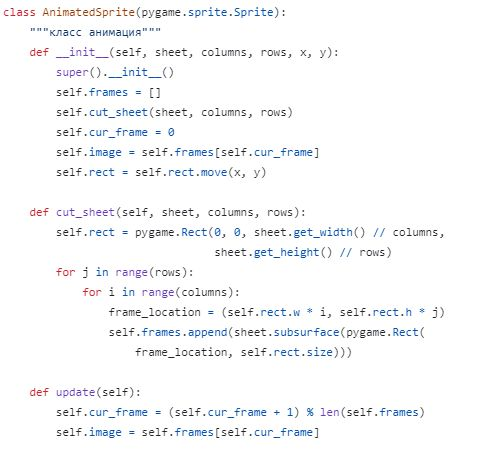 class AnimatedSprite(pygame.sprite.Sprite):
    """класс анимация"""
    def __init__(self, sheet, columns, rows, x, y):
        super().__init__()
        self.frames = []
        self.cut_sheet(sheet, columns, rows)
        self.cur_frame = 0
        self.image = self.frames[self.cur_frame]
        self.rect = self.rect.move(x, y)

    def cut_sheet(self, sheet, columns, rows):
        self.rect = pygame.Rect(0, 0, sheet.get_width() // columns,
                                sheet.get_height() // rows)
        for j in range(rows):
            for i in range(columns):
                frame_location = (self.rect.w * i, self.rect.h * j)
                self.frames.append(sheet.subsurface(pygame.Rect(
                    frame_location, self.rect.size)))

    def update(self):
        self.cur_frame = (self.cur_frame + 1) % len(self.frames)
        self.image = self.frames[self.cur_frame]